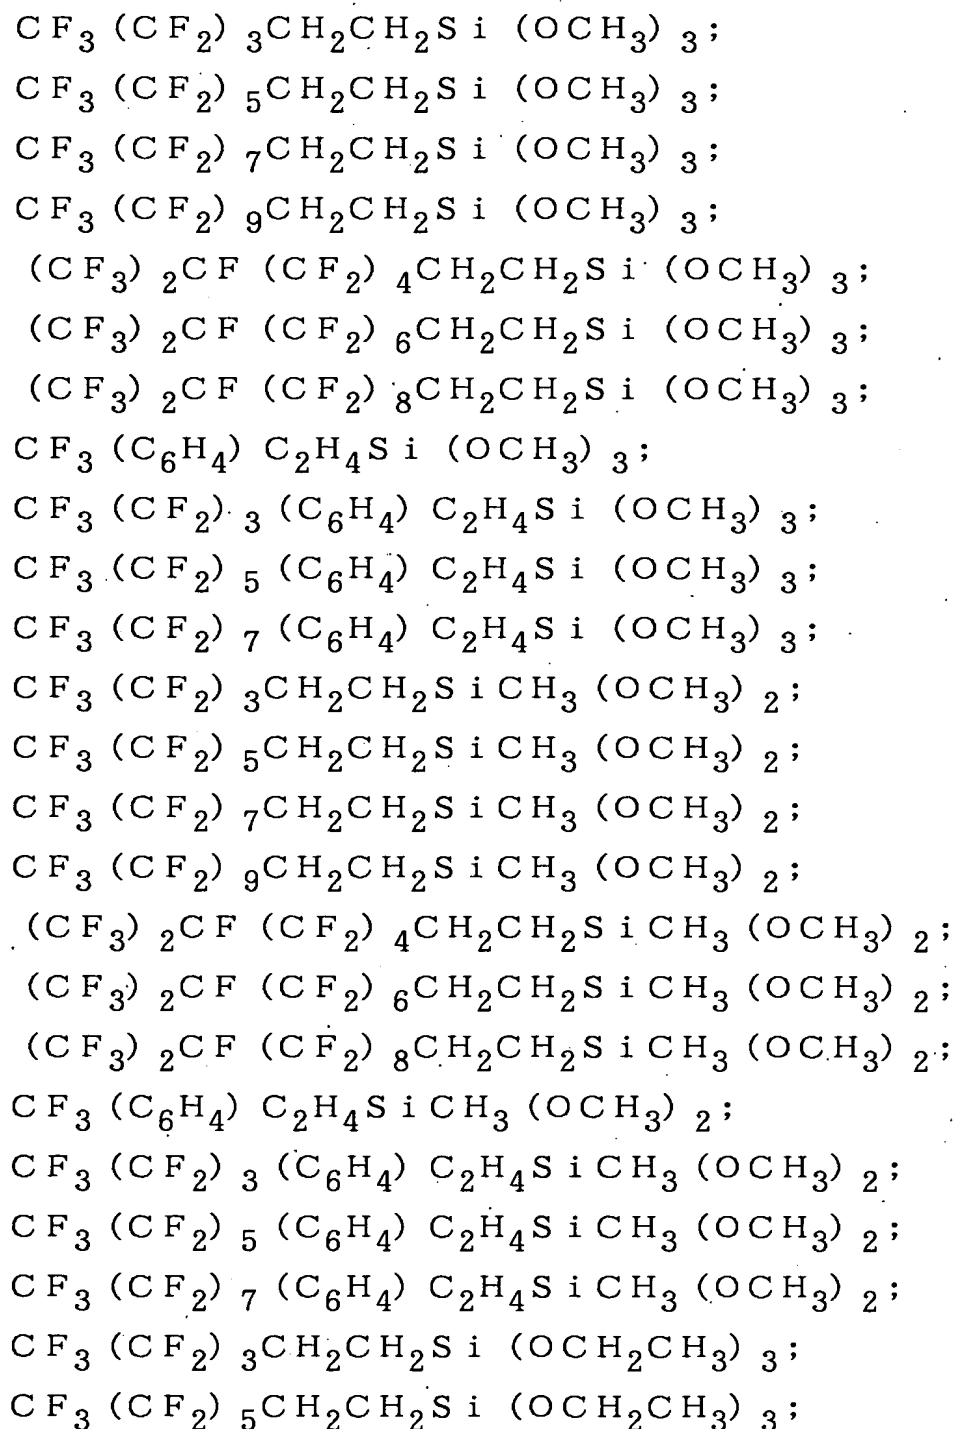 CF₃(CF₂)₃CH₂CH₂Si(OCH₃)₃;
CF₃(CF₂)₅CH₂CH₂Si(OCH₃)₃;
CF₃(CF₂)₇CH₂CH₂Si(OCH₃)₃;
CF₃(CF₂)₉CH₂CH₂Si(OCH₃)₃;
(CF₃)₂CF(CF₂)₄CH₂CH₂Si(OCH₃)₃;
(CF₃)₂CF(CF₂)₆CH₂CH₂Si(OCH₃)₃;
(CF₃)₂CF(CF₂)₈CH₂CH₂Si(OCH₃)₃;
CF₃(C₆H₄)C₂H₄Si(OCH₃)₃;
CF₃(CF₂)₃(C₆H₄)C₂H₄Si(OCH₃)₃;
CF₃(CF₂)₅(C₆H₄)C₂H₄Si(OCH₃)₃;
CF₃(CF₂)₇(C₆H₄)C₂H₄Si(OCH₃)₃;
CF₃(CF₂)₃CH₂CH₂SiCH₃(OCH₃)₂;
CF₃(CF₂)₅CH₂CH₂SiCH₃(OCH₃)₂;
CF₃(CF₂)₇CH₂CH₂SiCH₃(OCH₃)₂;
CF₃(CF₂)₉CH₂CH₂SiCH₃(OCH₃)₂;
(CF₃)₂CF(CF₂)₄CH₂CH₂SiCH₃(OCH₃)₂;
(CF₃)₂CF(CF₂)₆CH₂CH₂SiCH₃(OCH₃)₂;
(CF₃)₂CF(CF₂)₈CH₂CH₂SiCH₃(OCH₃)₂;
CF₃(C₆H₄)C₂H₄SiCH₃(OCH₃)₂;
CF₃(CF₂)₃(C₆H₄)C₂H₄SiCH₃(OCH₃)₂;
CF₃(CF₂)₅(C₆H₄)C₂H₄SiCH₃(OCH₃)₂;
CF₃(CF₂)₇(C₆H₄)C₂H₄SiCH₃(OCH₃)₂;
CF₃(CF₂)₃CH₂CH₂Si(OCH₂CH₃)₃;
CF₃(CF₂)₅CH₂CH₂Si(OCH₂CH₃)₃;